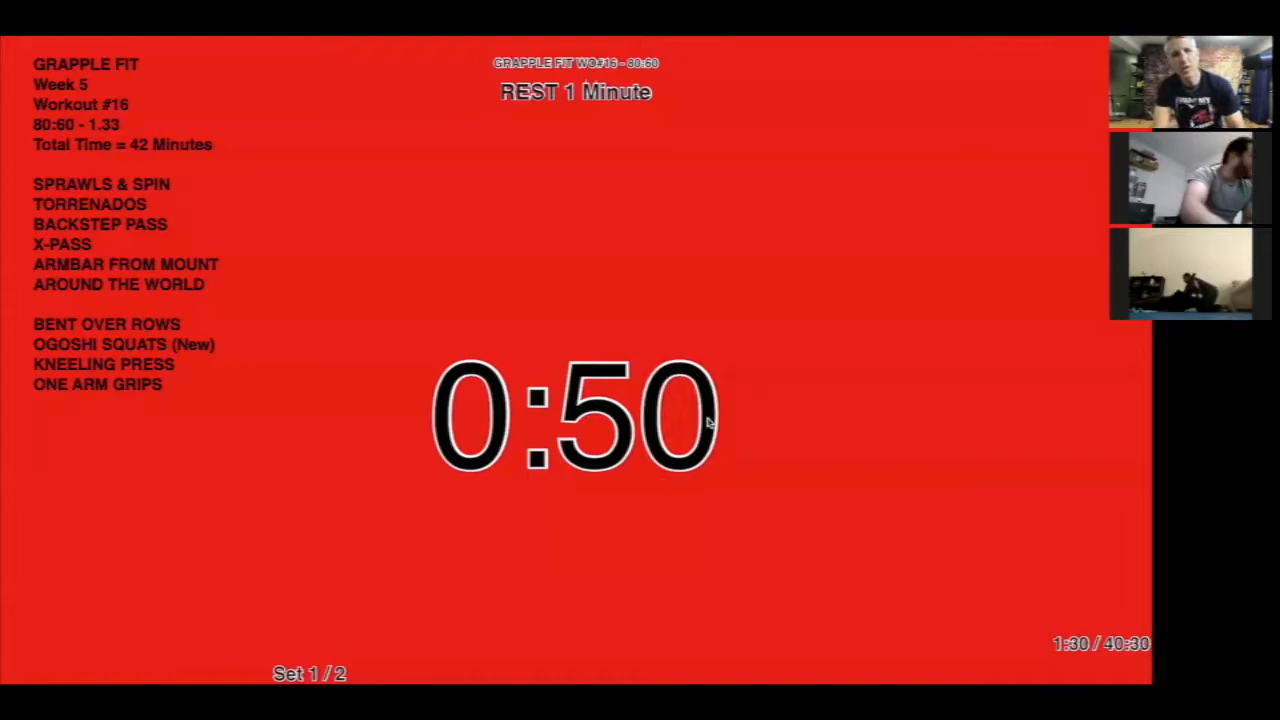 GRAPPLE FIT
Week 5
Workout #16
80:60 - 1.33
Total Time = 42 Minutes
SPRAWLS & SPIN
TORRENADOS
BACKSTEP PASS
X-PASS
ARMBAR FROM MOUNT
AROUND THE WORLD
BENT OVER ROWS
OGOSHI SQUATS (New)
KNEELING PRESS
ONE ARM GRIPS
GRAPPLE FIT WO#16 - 80:60
REST 1 Minute
0:50
1:30 / 40:30
Set 1 / 2